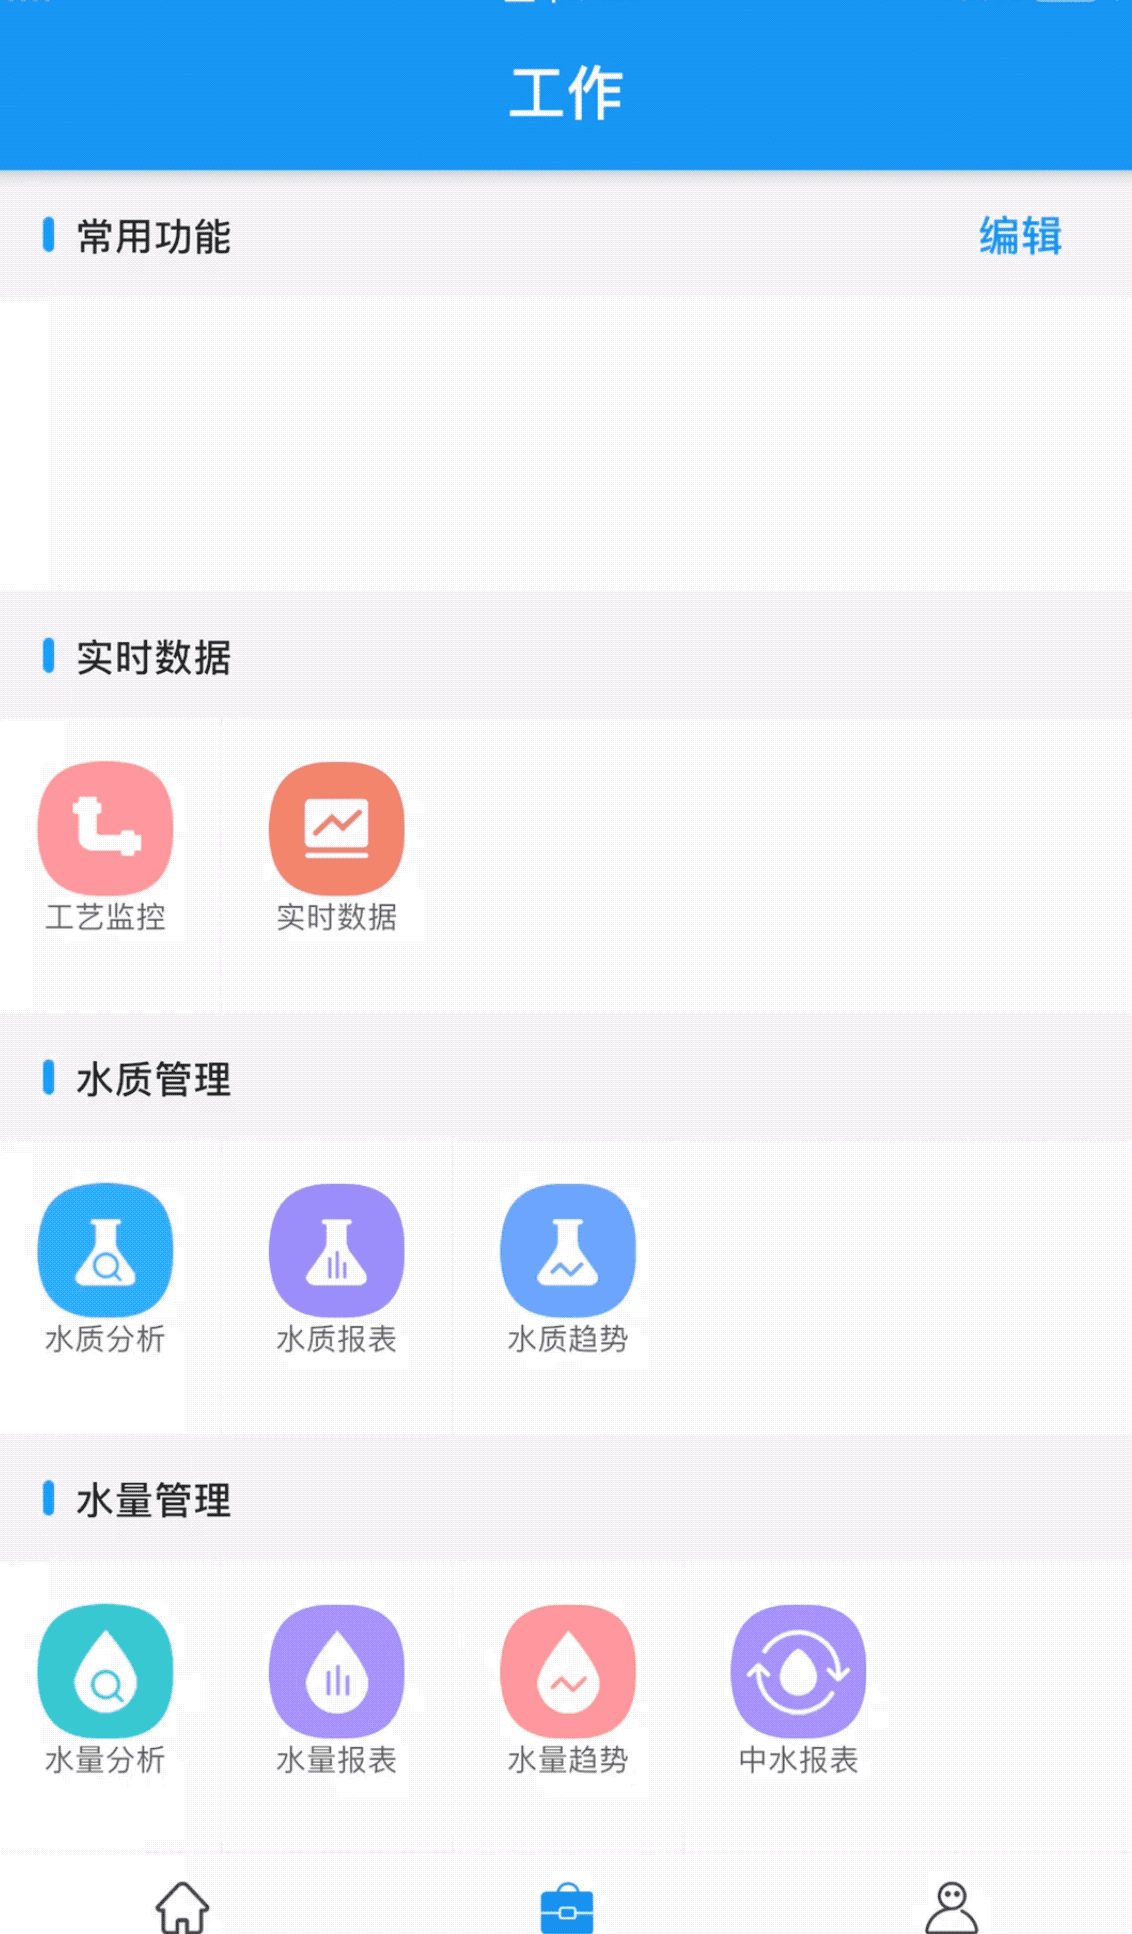 工作
常用功能 编辑
实时数据
工艺监控 实时数据
水质管理
水质分析 水质报表 水质趋势
水量管理
水量分析 水量报表 水量趋势 中水报表